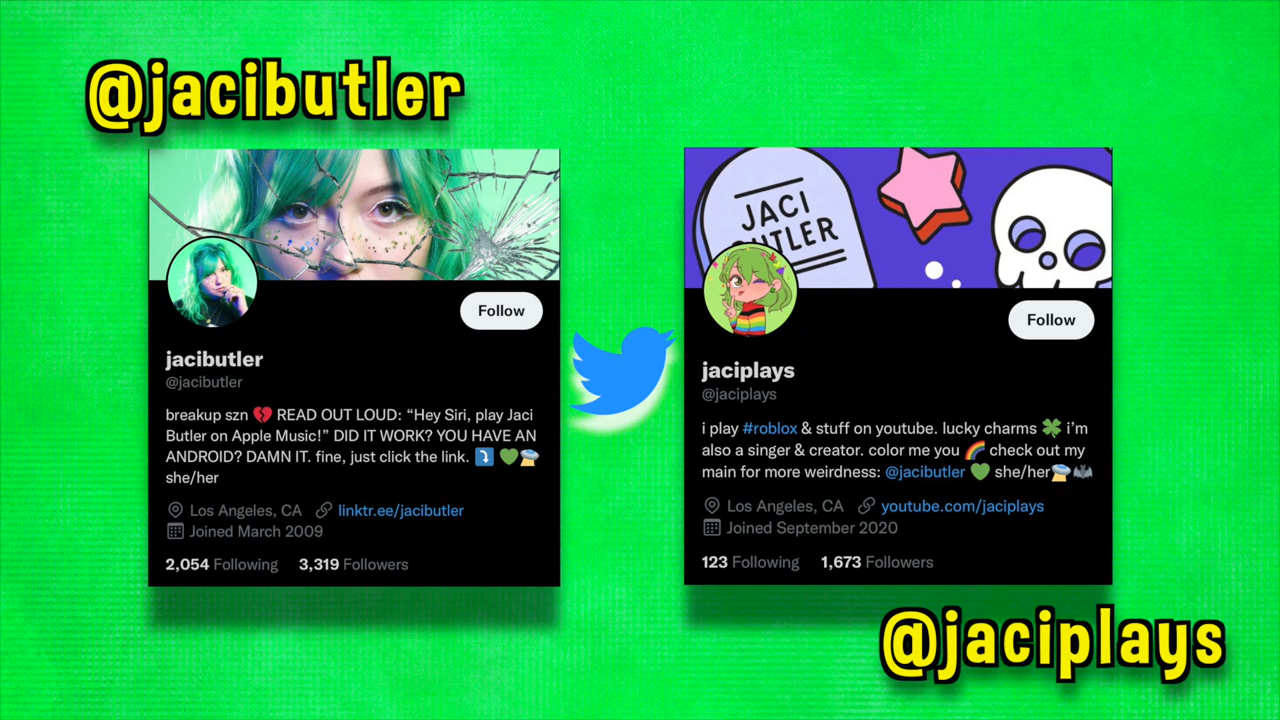 @jacibutler
Follow
jacibutler
@jacibutler
breakup szn 💔 READ OUT LOUD: “Hey Siri, play Jaci
Butler on Apple Music!” DID IT WORK? YOU HAVE AN
ANDROID? DAMN IT. fine, just click the link. ⤵️ 💚🛸
she/her
Los Angeles, CA linktr.ee/jacibutler
Joined March 2009
2,054 Following 3,319 Followers
JACI
BUTLER
Follow
jaciplays
@jaciplays
i play #roblox & stuff on youtube. lucky charms 🍀 i’m
also a singer & creator. color me you 🌈 check out my
main for more weirdness: @jacibutler 💚 she/her🛸🦇
Los Angeles, CA youtube.com/jaciplays
Joined September 2020
123 Following 1,673 Followers
@jaciplays